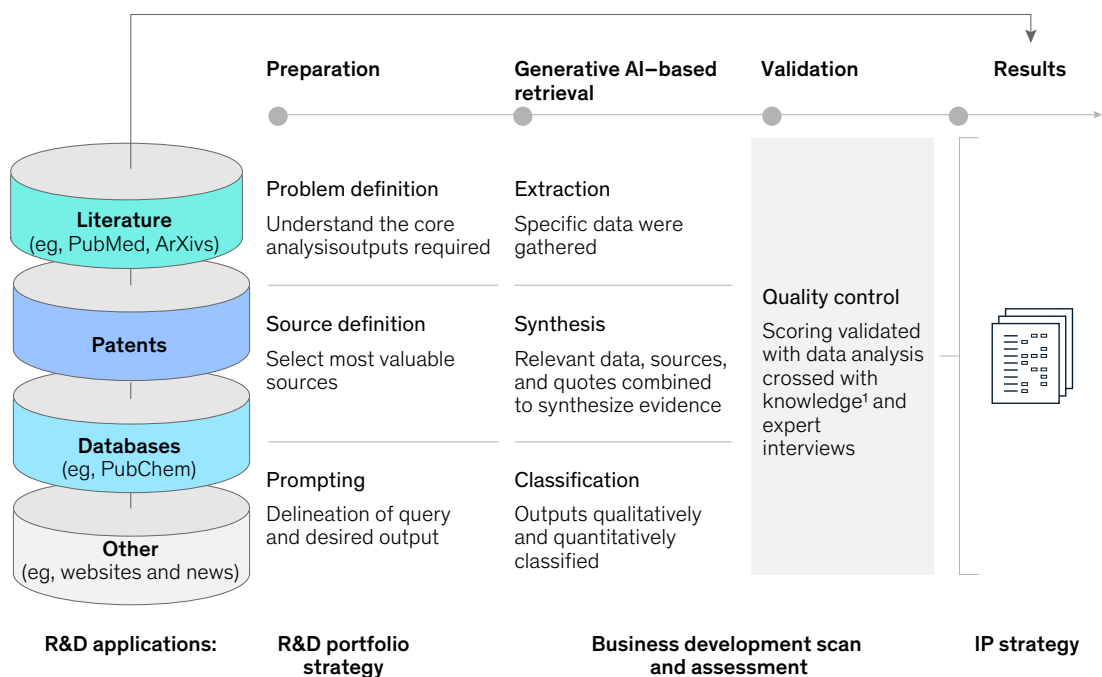 Preparation
Generative AI–based
retrieval
Validation
Results
Literature
(eg, PubMed, ArXivs)
Patents
Databases
(eg, PubChem)
Other
(eg, websites and news)
Problem definition
Understand the core
analysisoutputs required
Source definition
Select most valuable
sources
Prompting
Delineation of query
and desired output
Extraction
Specific data were
gathered
Synthesis
Relevant data, sources,
and quotes combined
to synthesize evidence
Classification
Outputs qualitatively
and quantitatively
classified
Quality control
Scoring validated
with data analysis
crossed with
knowledge¹ and
expert
interviews
R&D applications:
R&D portfolio
strategy
Business development scan
and assessment
IP strategy